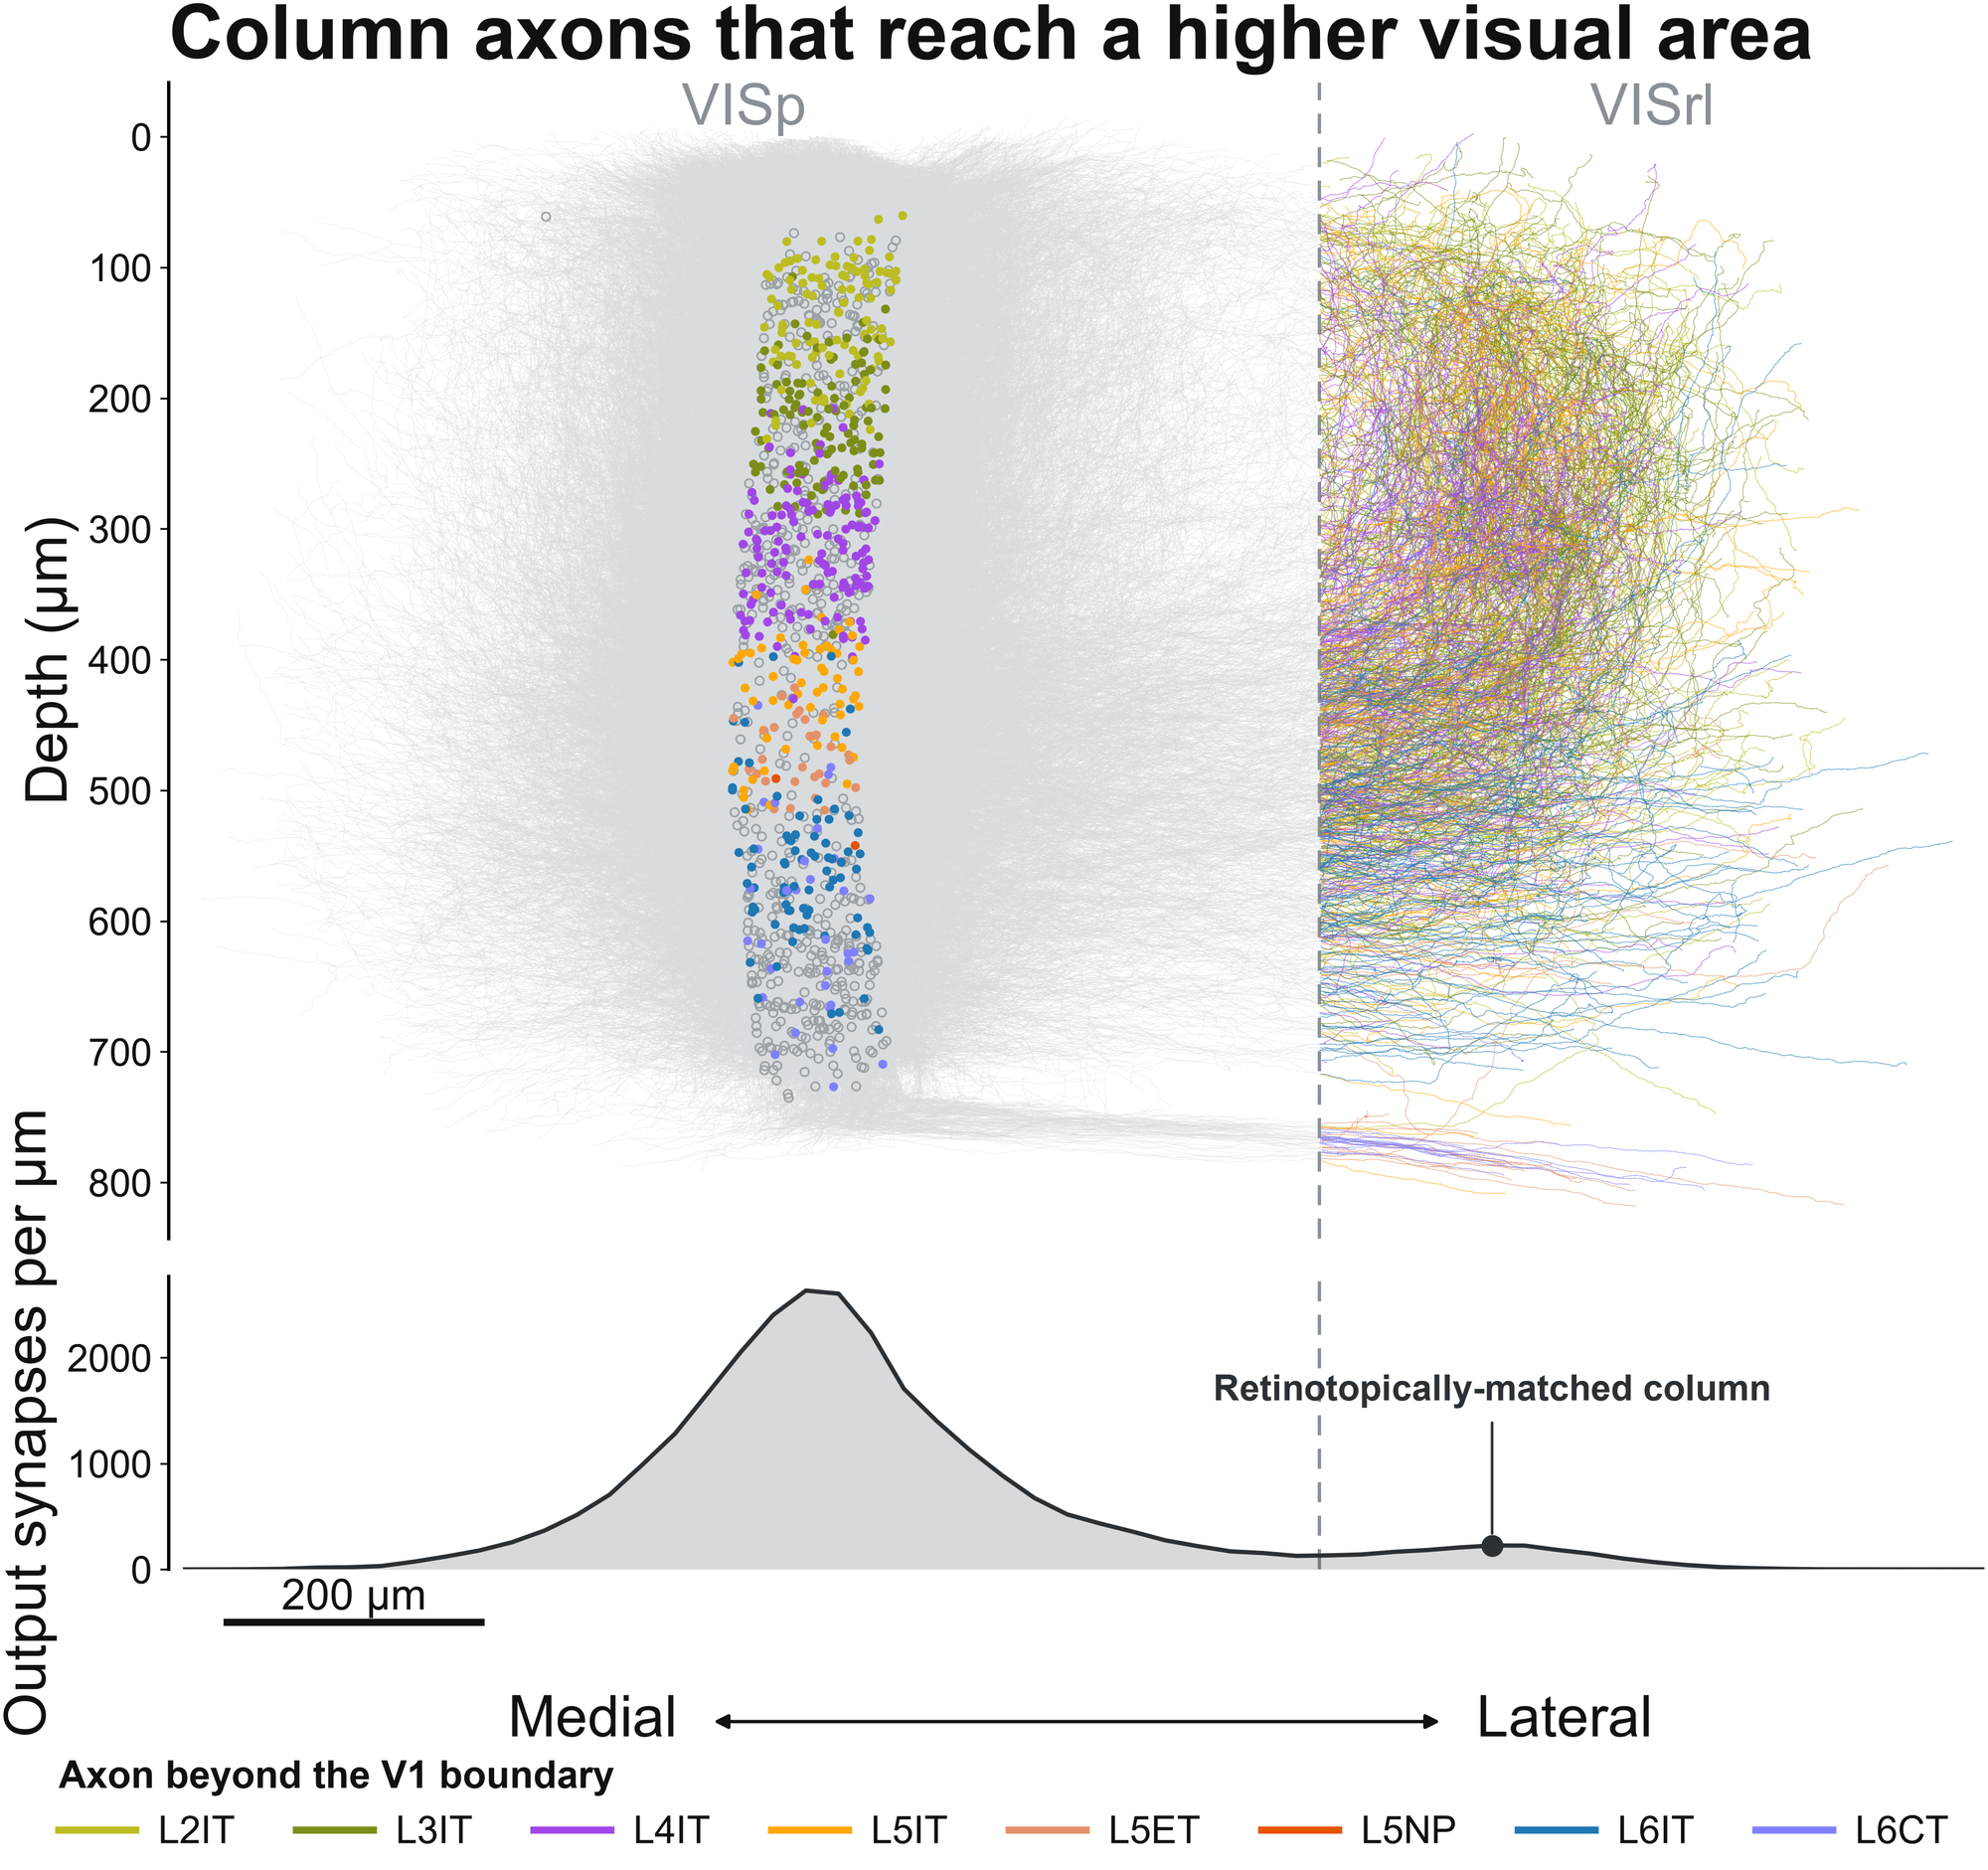 Column axons that reach a higher visual area
VISp
VISrl
Depth (µm)
0
100
200
300
400
500
600
700
800
Output synapses per µm
2000
1000
0
Retinotopically-matched column
200 µm
Medial
Lateral
Axon beyond the V1 boundary
L2IT L3IT L4IT L5IT L5ET L5NP L6IT L6CT